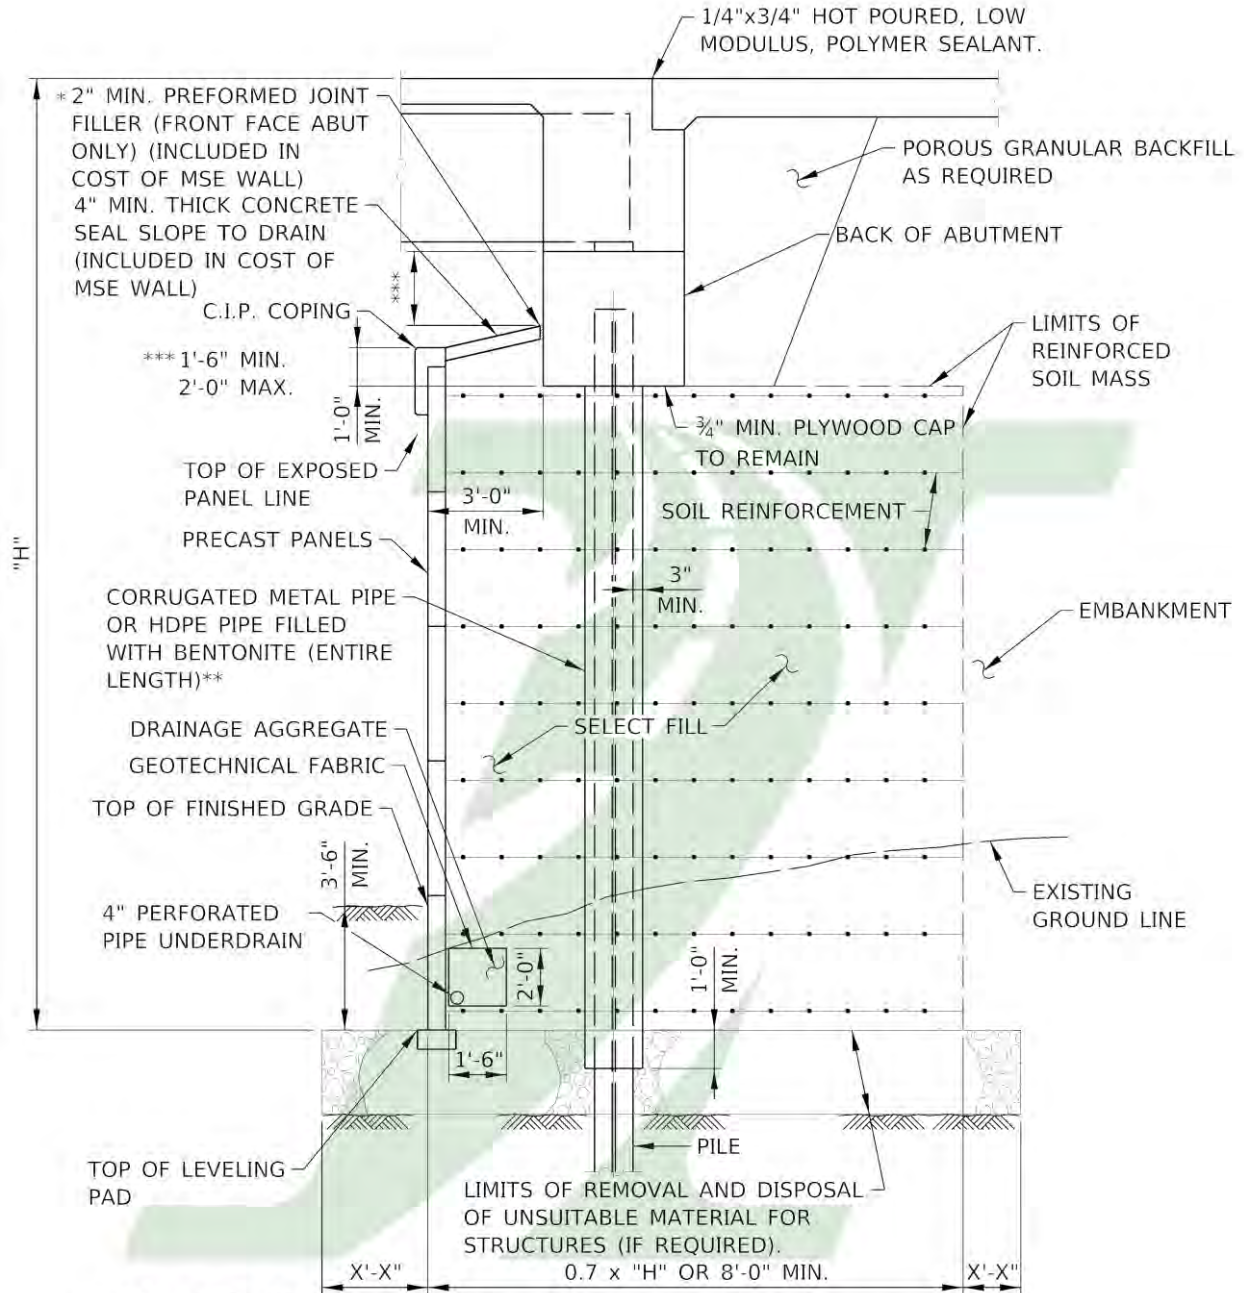 1/4"x3/4" HOT POURED, LOW
MODULUS, POLYMER SEALANT.
*2" MIN. PREFORMED JOINT
FILLER (FRONT FACE ABUT
ONLY) (INCLUDED IN
COST OF MSE WALL)
4" MIN. THICK CONCRETE
SEAL SLOPE TO DRAIN
(INCLUDED IN COST OF
MSE WALL)
***
C.I.P. COPING
***1'-6" MIN.
2'-0" MAX.
1'-0"
MIN.
POROUS GRANULAR BACKFILL
AS REQUIRED
BACK OF ABUTMENT
LIMITS OF
REINFORCED
SOIL MASS
¾" MIN. PLYWOOD CAP
TO REMAIN
TOP OF EXPOSED
PANEL LINE
3'-0"
MIN.
SOIL REINFORCEMENT
"H"
PRECAST PANELS
3"
MIN.
CORRUGATED METAL PIPE
OR HDPE PIPE FILLED
WITH BENTONITE (ENTIRE
LENGTH)**
EMBANKMENT
SELECT FILL
DRAINAGE AGGREGATE
GEOTECHNICAL FABRIC
TOP OF FINISHED GRADE
3'-6"
MIN.
4" PERFORATED
PIPE UNDERDRAIN
EXISTING
GROUND LINE
2'-0"
1'-0"
MIN.
1'-6"
PILE
TOP OF LEVELING
PAD
LIMITS OF REMOVAL AND DISPOSAL
OF UNSUITABLE MATERIAL FOR
STRUCTURES (IF REQUIRED).
X'-X"
0.7 x "H" OR 8'-0" MIN.
X'-X"